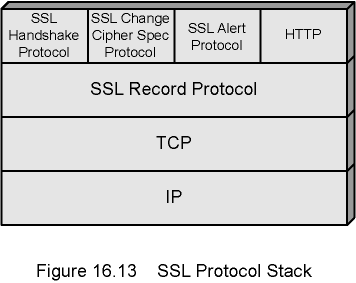 SSL
Handshake
Protocol
SSL Change
Cipher Spec
Protocol
SSL Alert
Protocol
HTTP
SSL Record Protocol
TCP
IP
Figure 16.13 SSL Protocol Stack